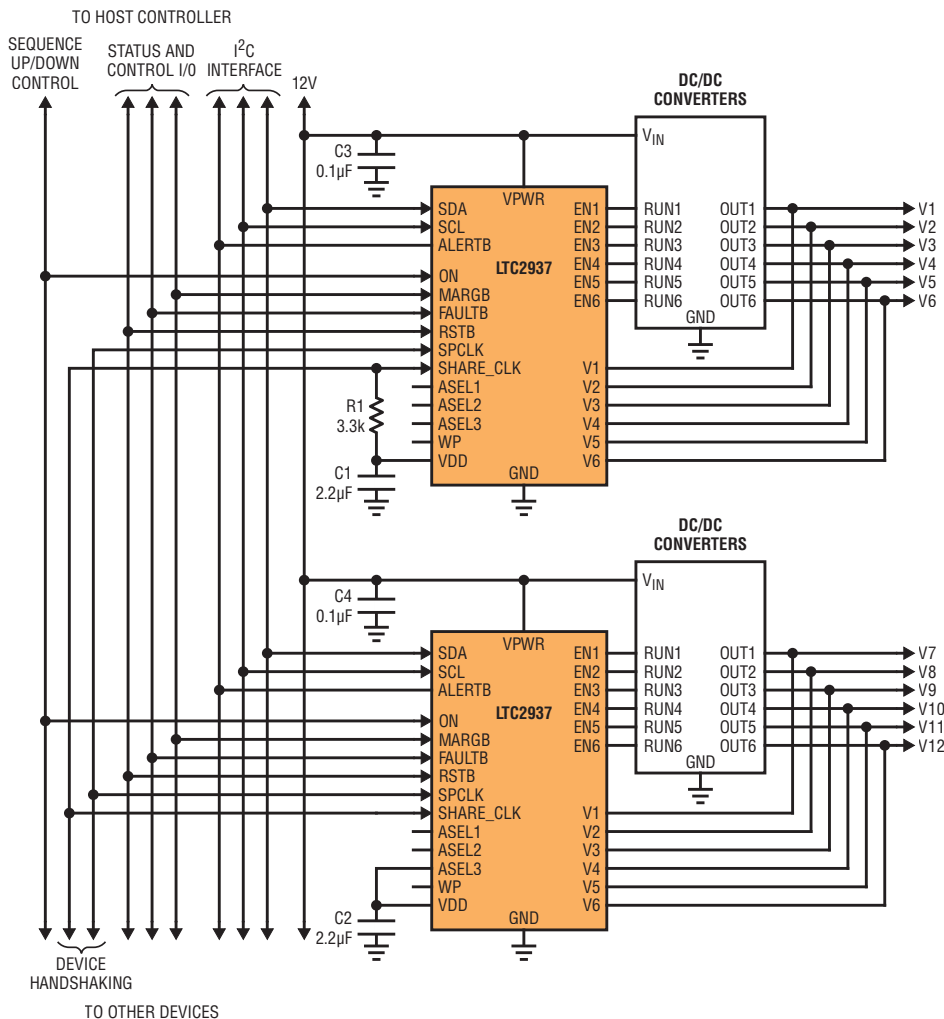 TO HOST CONTROLLER
SEQUENCE
UP/DOWN
CONTROL
STATUS AND
CONTROL I/0
I²C
INTERFACE
12V
DC/DC
CONVERTERS
C3
0.1µF
VIN
VPWR
SDA
SCL
ALERTB
ON
MARGB
FAULTB
RSTB
SPCLK
SHARE_CLK
ASEL1
ASEL2
ASEL3
WP
VDD
LTC2937
GND
EN1
EN2
EN3
EN4
EN5
EN6
V1
V2
V3
V4
V5
V6
RUN1
RUN2
RUN3
RUN4
RUN5
RUN6
OUT1
OUT2
OUT3
OUT4
OUT5
OUT6
GND
V1
V2
V3
V4
V5
V6
R1
3.3k
C1
2.2µF
DC/DC
CONVERTERS
C4
0.1µF
VIN
VPWR
SDA
SCL
ALERTB
ON
MARGB
FAULTB
RSTB
SPCLK
SHARE_CLK
ASEL1
ASEL2
ASEL3
WP
VDD
LTC2937
GND
EN1
EN2
EN3
EN4
EN5
EN6
V1
V2
V3
V4
V5
V6
RUN1
RUN2
RUN3
RUN4
RUN5
RUN6
OUT1
OUT2
OUT3
OUT4
OUT5
OUT6
GND
V7
V8
V9
V10
V11
V12
C2
2.2µF
DEVICE
HANDSHAKING
TO OTHER DEVICES